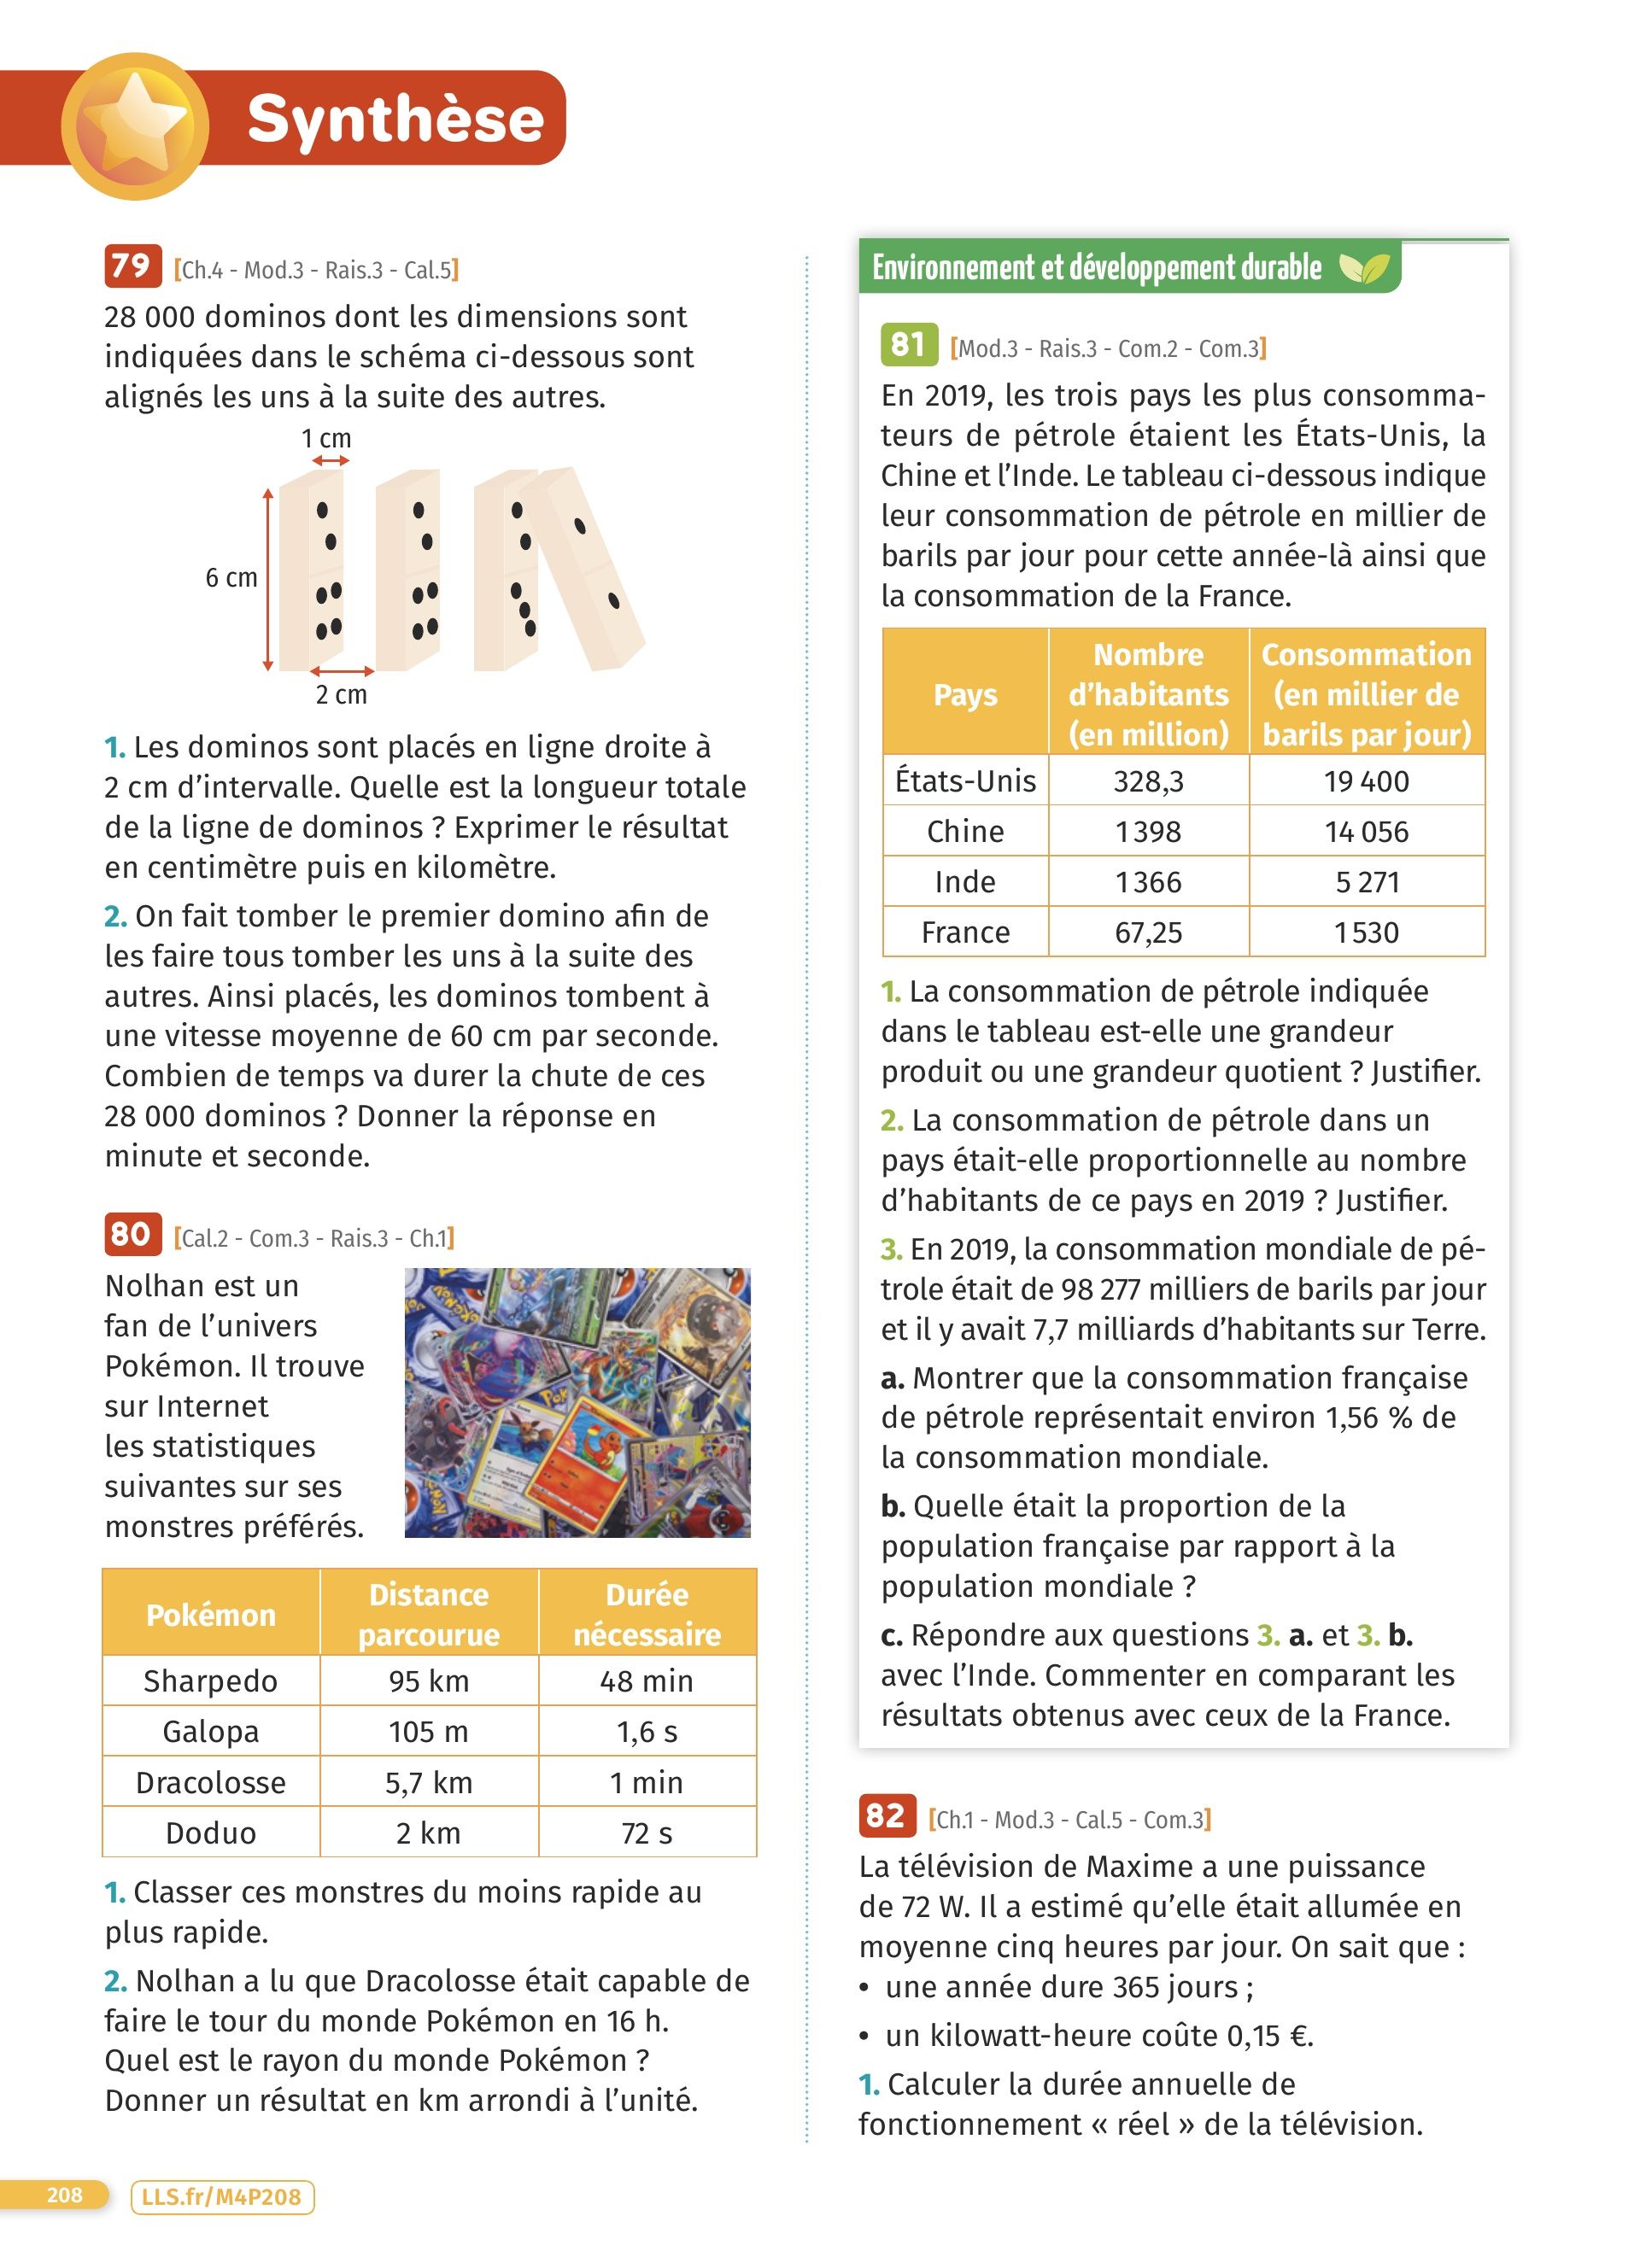 Synthèse
79 [Ch.4 - Mod.3 - Rais.3 - Cal.5]
28 000 dominos dont les dimensions sont
indiquées dans le schéma ci-dessous sont
alignés les uns à la suite des autres.
1 cm
6 cm
2 cm
1. Les dominos sont placés en ligne droite à
2 cm d’intervalle. Quelle est la longueur totale
de la ligne de dominos ? Exprimer le résultat
en centimètre puis en kilomètre.
2. On fait tomber le premier domino afin de
les faire tous tomber les uns à la suite des
autres. Ainsi placés, les dominos tombent à
une vitesse moyenne de 60 cm par seconde.
Combien de temps va durer la chute de ces
28 000 dominos ? Donner la réponse en
minute et seconde.
80 [Cal.2 - Com.3 - Rais.3 - Ch.1]
Nolhan est un
fan de l’univers
Pokémon. Il trouve
sur Internet
les statistiques
suivantes sur ses
monstres préférés.
Pokémon
Distance
parcourue
Durée
nécessaire
Sharpedo 95 km 48 min
Galopa 105 m 1,6 s
Dracolosse 5,7 km 1 min
Doduo 2 km 72 s
1. Classer ces monstres du moins rapide au
plus rapide.
2. Nolhan a lu que Dracolosse était capable de
faire le tour du monde Pokémon en 16 h.
Quel est le rayon du monde Pokémon ?
Donner un résultat en km arrondi à l’unité.
Environnement et développement durable
81 [Mod.3 - Rais.3 - Com.2 - Com.3]
En 2019, les trois pays les plus consomma-
teurs de pétrole étaient les États-Unis, la
Chine et l’Inde. Le tableau ci-dessous indique
leur consommation de pétrole en millier de
barils par jour pour cette année-là ainsi que
la consommation de la France.
Pays
Nombre
d’habitants
(en million)
Consommation
(en millier de
barils par jour)
États-Unis 328,3 19 400
Chine 1 398 14 056
Inde 1 366 5 271
France 67,25 1 530
1. La consommation de pétrole indiquée
dans le tableau est-elle une grandeur
produit ou une grandeur quotient ? Justifier.
2. La consommation de pétrole dans un
pays était-elle proportionnelle au nombre
d’habitants de ce pays en 2019 ? Justifier.
3. En 2019, la consommation mondiale de pé-
trole était de 98 277 milliers de barils par jour
et il y avait 7,7 milliards d’habitants sur Terre.
a. Montrer que la consommation française
de pétrole représentait environ 1,56 % de
la consommation mondiale.
b. Quelle était la proportion de la
population française par rapport à la
population mondiale ?
c. Répondre aux questions 3. a. et 3. b.
avec l’Inde. Commenter en comparant les
résultats obtenus avec ceux de la France.
82 [Ch.1 - Mod.3 - Cal.5 - Com.3]
La télévision de Maxime a une puissance
de 72 W. Il a estimé qu’elle était allumée en
moyenne cinq heures par jour. On sait que :
• une année dure 365 jours ;
• un kilowatt-heure coûte 0,15 €.
1. Calculer la durée annuelle de
fonctionnement « réel » de la télévision.
208
LLS.fr/M4P208